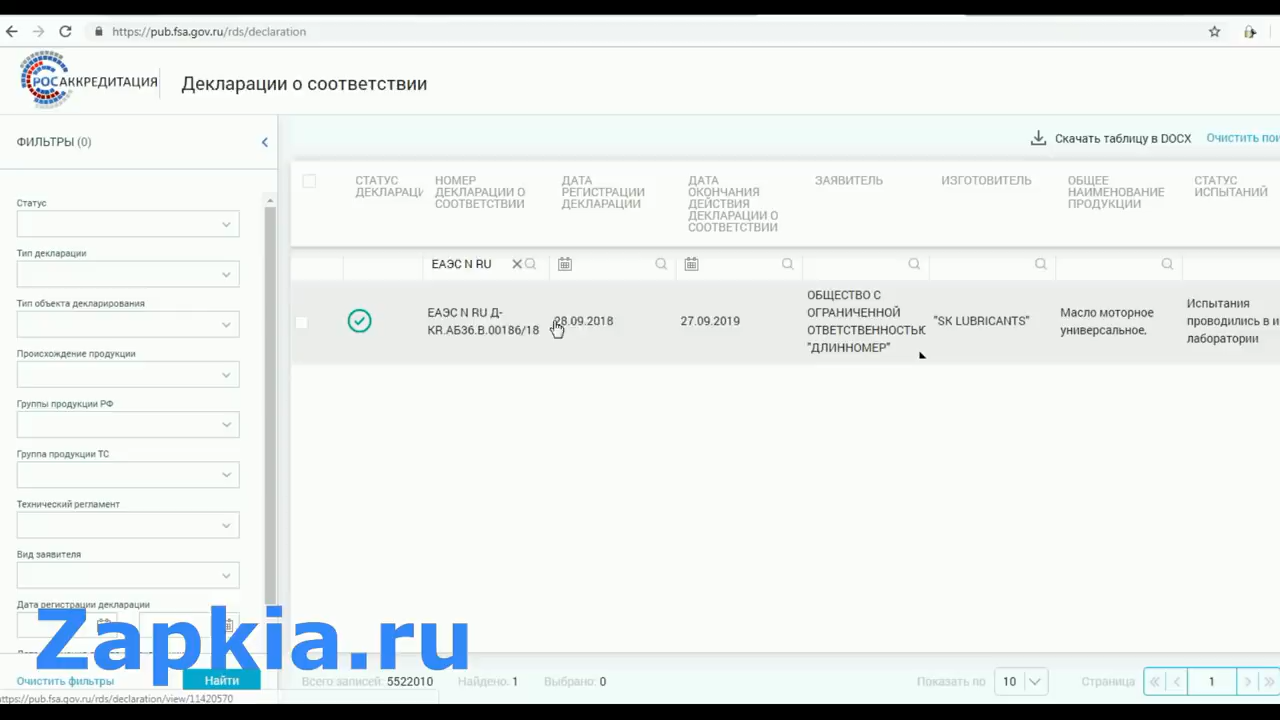 https://pub.fsa.gov.ru/rds/declaration
РОСАККРЕДИТАЦИЯ
Декларации о соответствии
ФИЛЬТРЫ (0)
Скачать таблицу в DOCX
Очистить пои
Статус
Тип декларации
Тип объекта декларирования
Происхождение продукции
Группы продукции РФ
Группа продукции ТС
Технический регламент
Вид заявителя
Дата регистрации декларации
Zapkia.ru
Очистить фильтры
Найти
СТАТУС
ДЕКЛАРАЦИ
НОМЕР
ДЕКЛАРАЦИИ О
СООТВЕТСТВИИ
ДАТА
РЕГИСТРАЦИИ
ДЕКЛАРАЦИИ
ДАТА
ОКОНЧАНИЯ
ДЕЙСТВИЯ
ДЕКЛАРАЦИИ О
СООТВЕТСТВИИ
ЗАЯВИТЕЛЬ
ИЗГОТОВИТЕЛЬ
ОБЩЕЕ
НАИМЕНОВАНИЕ
ПРОДУКЦИИ
СТАТУС
ИСПЫТАНИЙ
ЕАЭС N RU
ЕАЭС N RU Д-
KR.АБ36.В.00186/18
28.09.2018
27.09.2019
ОБЩЕСТВО С
ОГРАНИЧЕННОЙ
ОТВЕТСТВЕННОСТЬЮ
"ДЛИННОМЕР"
"SK LUBRICANTS"
Масло моторное
универсальное,
Испытания
проводились в и
лаборатории
Всего записей: 5522010
Найдено: 1
Выбрано: 0
Показать по
10
Страница
1
https://pub.fsa.gov.ru/rds/declaration/view/11420570